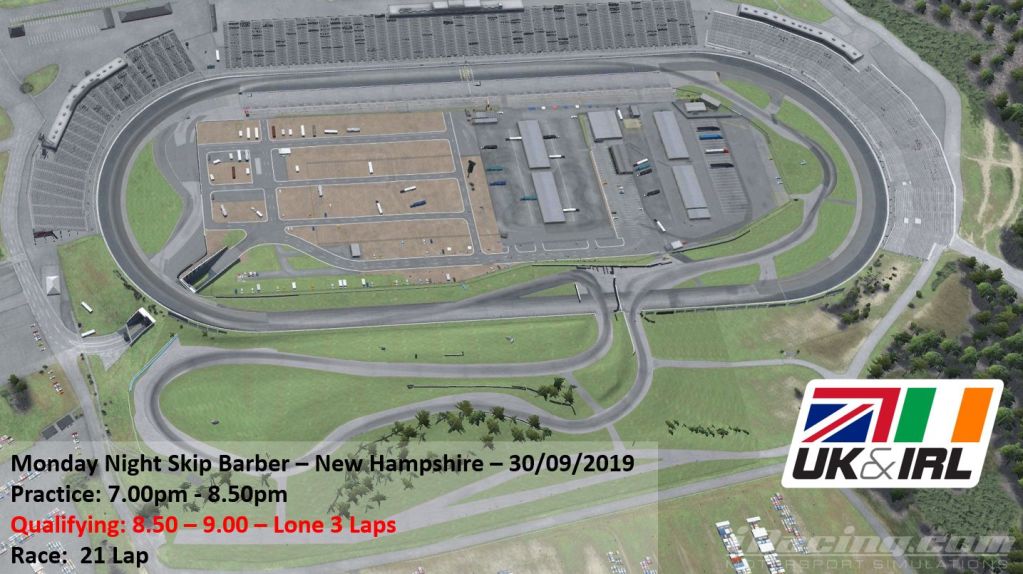 Monday Night Skip Barber – New Hampshire – 30/09/2019
Practice: 7.00pm - 8.50pm
Qualifying: 8.50 – 9.00 – Lone 3 Laps
Race: 21 Lap
UK&IRL
iRacing.com
MOTORSPORT SIMULATIONS